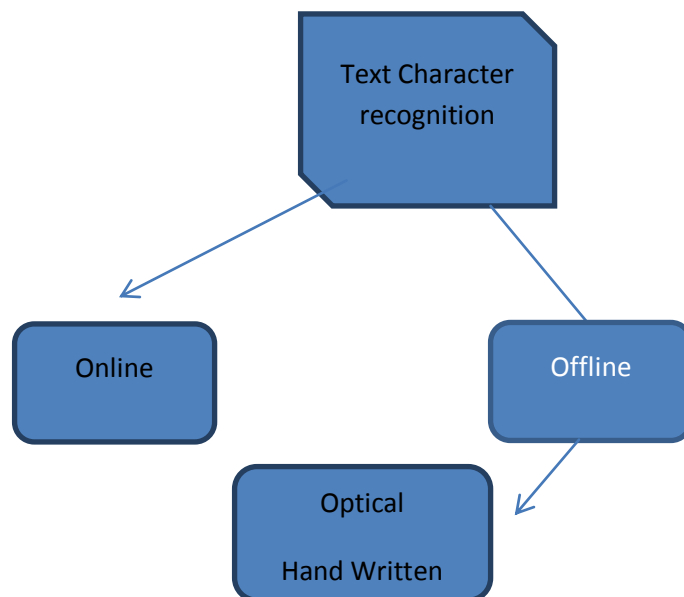 Text Character
recognition
Online
Offline
Optical
Hand Written